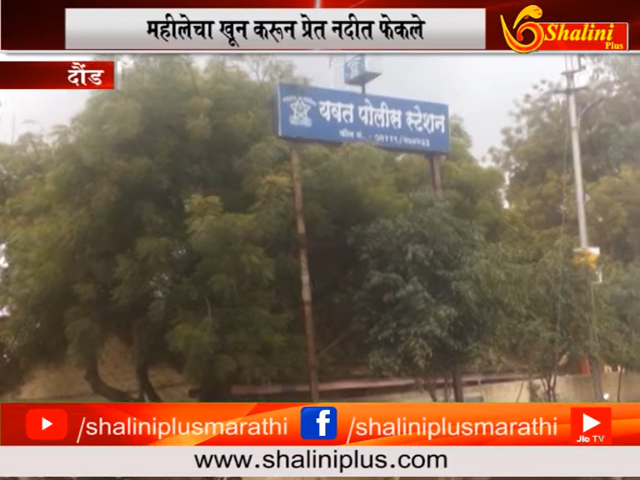 महीलेचा खून करून प्रेत नदीत फेकले
Shalini
Plus
दौंड
यवत पोलीस स्टेशन
/shaliniplusmarathi
/shaliniplusmarathi
Jio TV
www.shaliniplus.com